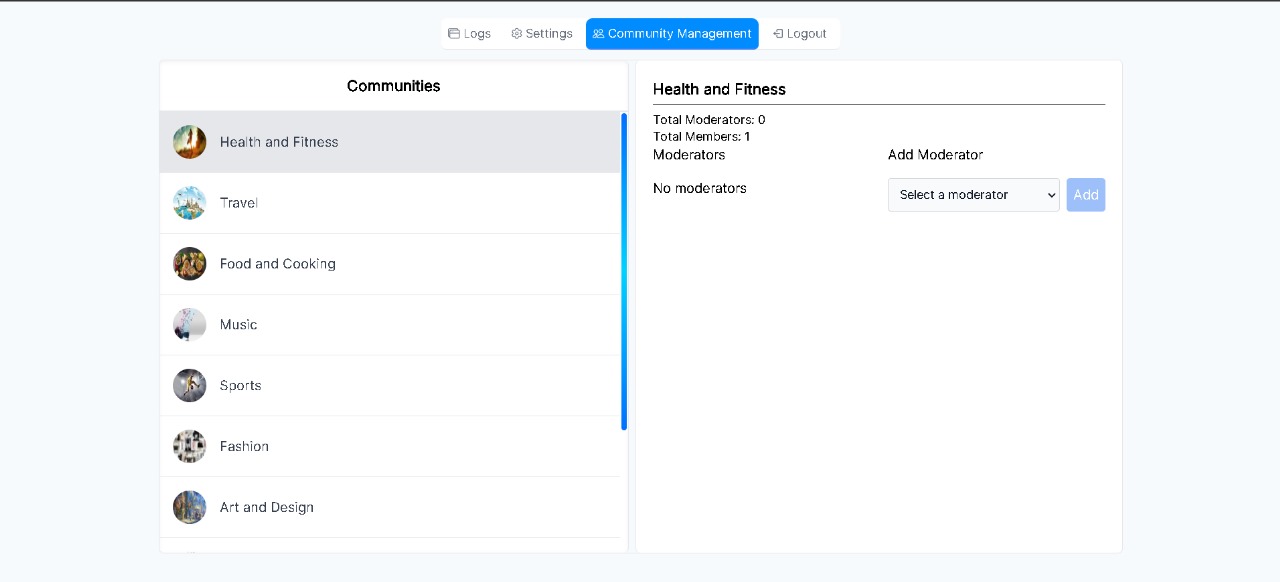 Logs Settings Community Management Logout
Communities
Health and Fitness
Travel
Food and Cooking
Music
Sports
Fashion
Art and Design
Health and Fitness
Total Moderators: 0
Total Members: 1
Moderators
No moderators
Add Moderator
Select a moderator Add